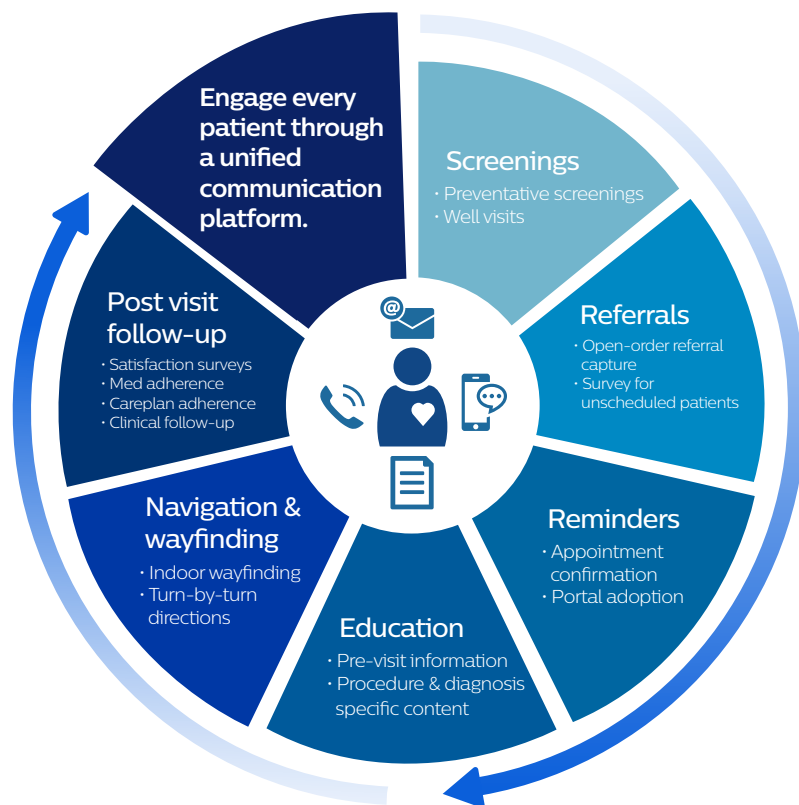 Engage every
patient through
a unified
communication
platform.
Screenings
· Preventative screenings
· Well visits
Referrals
· Open-order referral
capture
· Survey for
unscheduled patients
Reminders
· Appointment
confirmation
· Portal adoption
Education
· Pre-visit information
· Procedure & diagnosis
specific content
Navigation &
wayfinding
· Indoor wayfinding
· Turn-by-turn
directions
Post visit
follow-up
· Satisfaction surveys
· Med adherence
· Careplan adherence
· Clinical follow-up
@